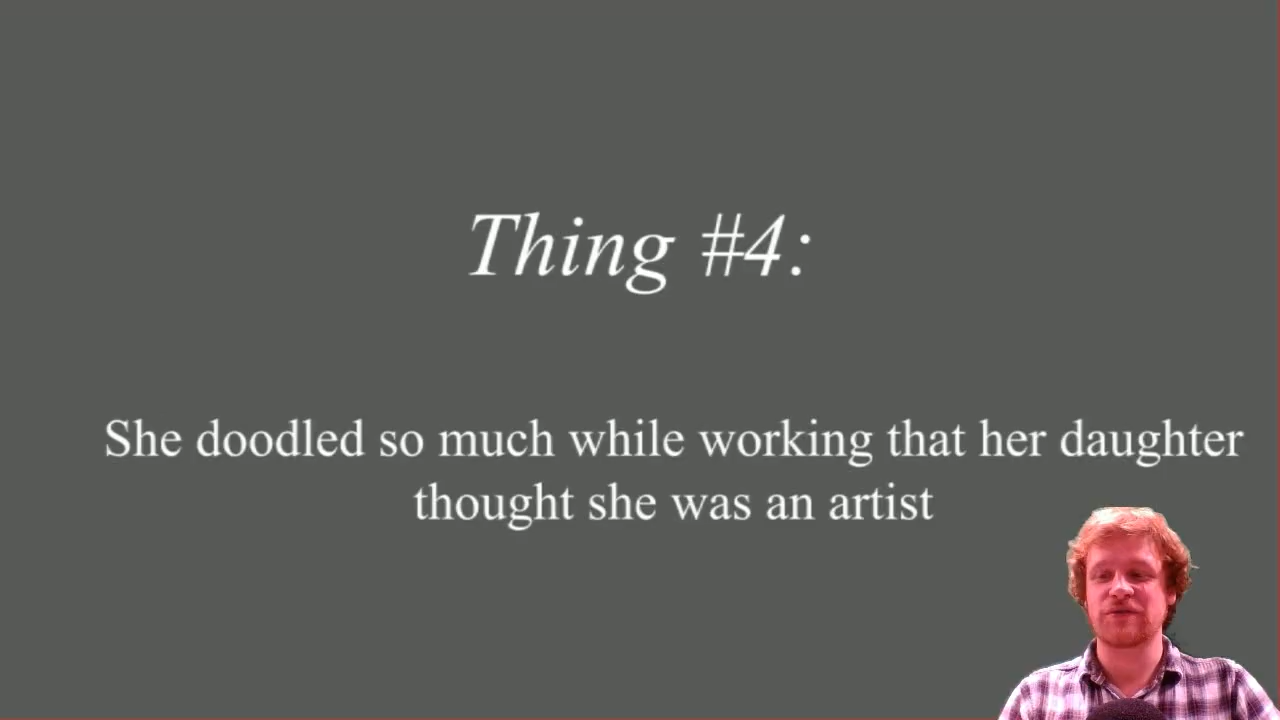 Thing #4:
She doodled so much while working that her daughter
thought she was an artist